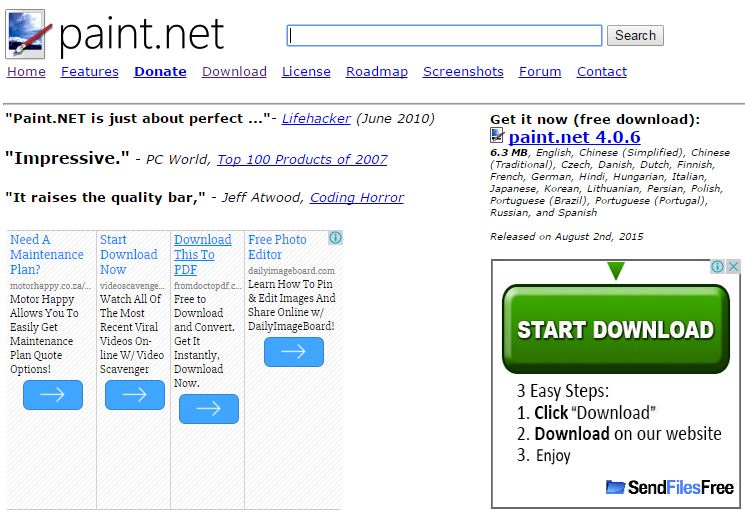 paint.net
Search
Home Features Donate Download License Roadmap Screenshots Forum Contact
"Paint.NET is just about perfect ..."- Lifehacker (June 2010)
"Impressive." - PC World, Top 100 Products of 2007
"It raises the quality bar," - Jeff Atwood, Coding Horror
Get it now (free download):
paint.net 4.0.6
6.3 MB, English, Chinese (Simplified), Chinese
(Traditional), Czech, Danish, Dutch, Finnish,
French, German, Hindi, Hungarian, Italian,
Japanese, Korean, Lithuanian, Persian, Polish,
Portuguese (Brazil), Portuguese (Portugal),
Russian, and Spanish
Released on August 2nd, 2015
Need A
Maintenance
Plan?
motorhappy.co.za/...
Motor Happy
Allows You To
Easily Get
Maintenance
Plan Quote
Options!
Start
Download
Now
videoscavenge...
Watch All Of
The Most
Recent Viral
Videos On-
line W/ Video
Scavenger
Download
This To
PDF
fromdoctopdf.c...
Free to
Download
and Convert.
Get It
Instantly,
Download
Now.
Free Photo
Editor
dailyimageboard.com
Learn How To Pin
& Edit Images And
Share Online w/
DailyImageBoard!
START DOWNLOAD
3 Easy Steps:
1. Click "Download"
2. Download on our website
3. Enjoy
SendFilesFree